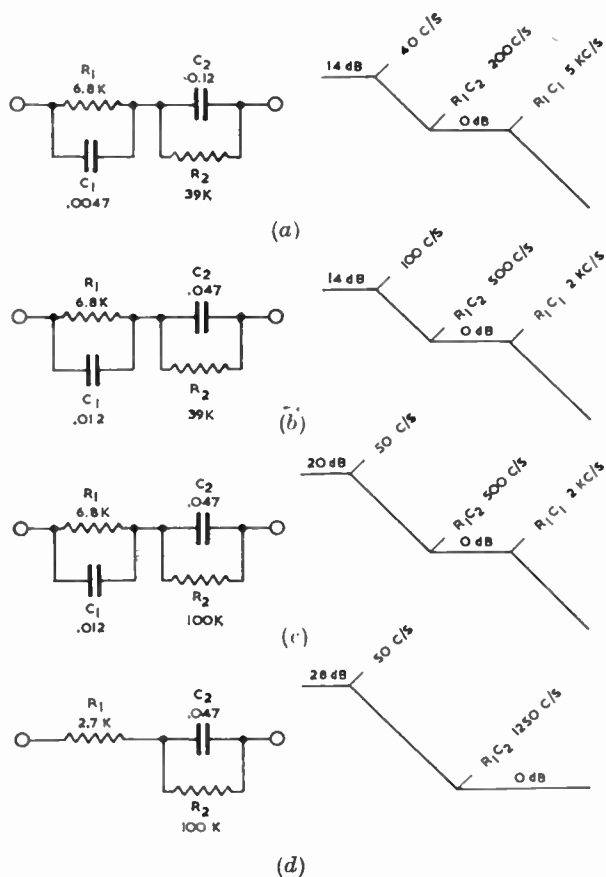 R1
6.8K
C1
.0047
C2
0.12
R2
39K
14 dB
40 C/S
R1C2 200C/S
0 dB
R1C1 5 KC/S
(a)
R1
6.8K
C1
.012
C2
.047
R2
39K
14dB
100 C/S
R1C2 500 C/S
0 dB
R1C1 2 KC/S
(b)
R1
6.8K
C1
.012
C2
.047
R2
100K
20 dB
50 C/S
R1C2 500 C/S
0 dB
R1C1 2 KC/S
(c)
R1
2.7 K
C2
.047
R2
100 K
28 dB
50 C/S
R1C2 1250 C/S
0 dB
(d)